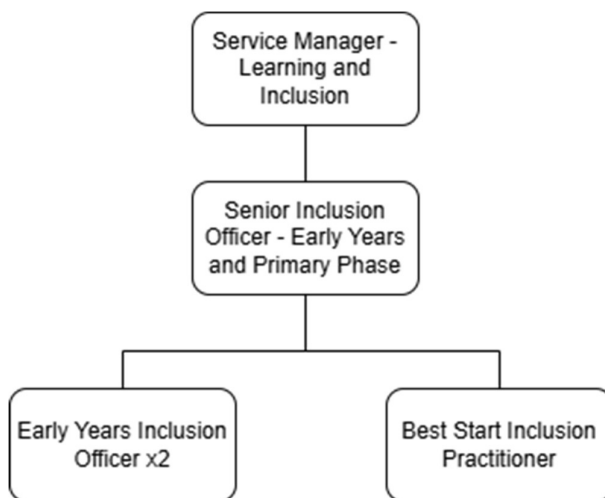 Service Manager -
Learning and
Inclusion
Senior Inclusion
Officer - Early Years
and Primary Phase
Early Years Inclusion
Officer x2
Best Start Inclusion
Practitioner